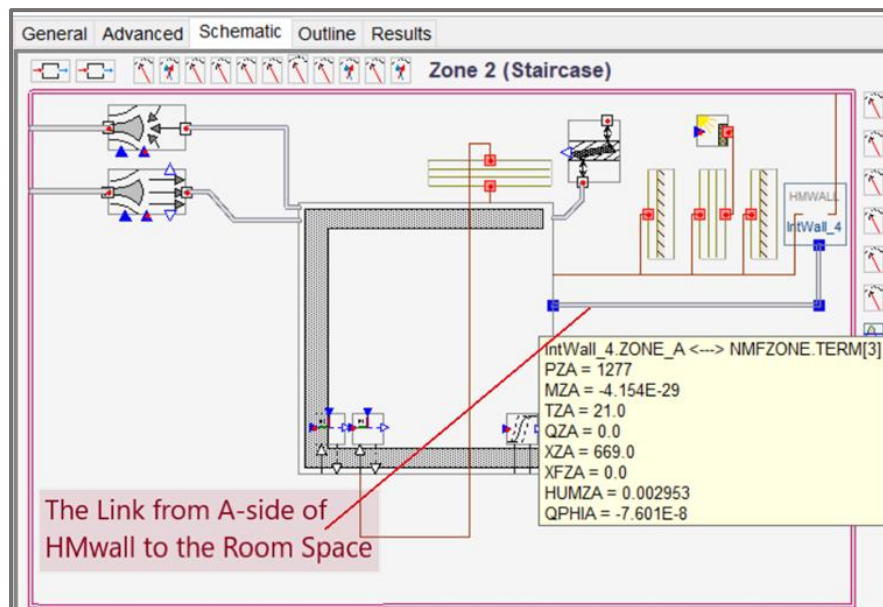 General Advanced Schematic Outline Results
Zone 2 (Staircase)
HMWALL
IntWall_4
IntWall_4.ZONE_A <---> NMFZONE.TERM[3]
PZA = 1277
MZA = -4.154E-29
TZA = 21.0
QZA = 0.0
XZA = 669.0
XFZA = 0.0
HUMZA = 0.002953
QPHIA = -7.601E-8
The Link from A-side of
HMwall to the Room Space